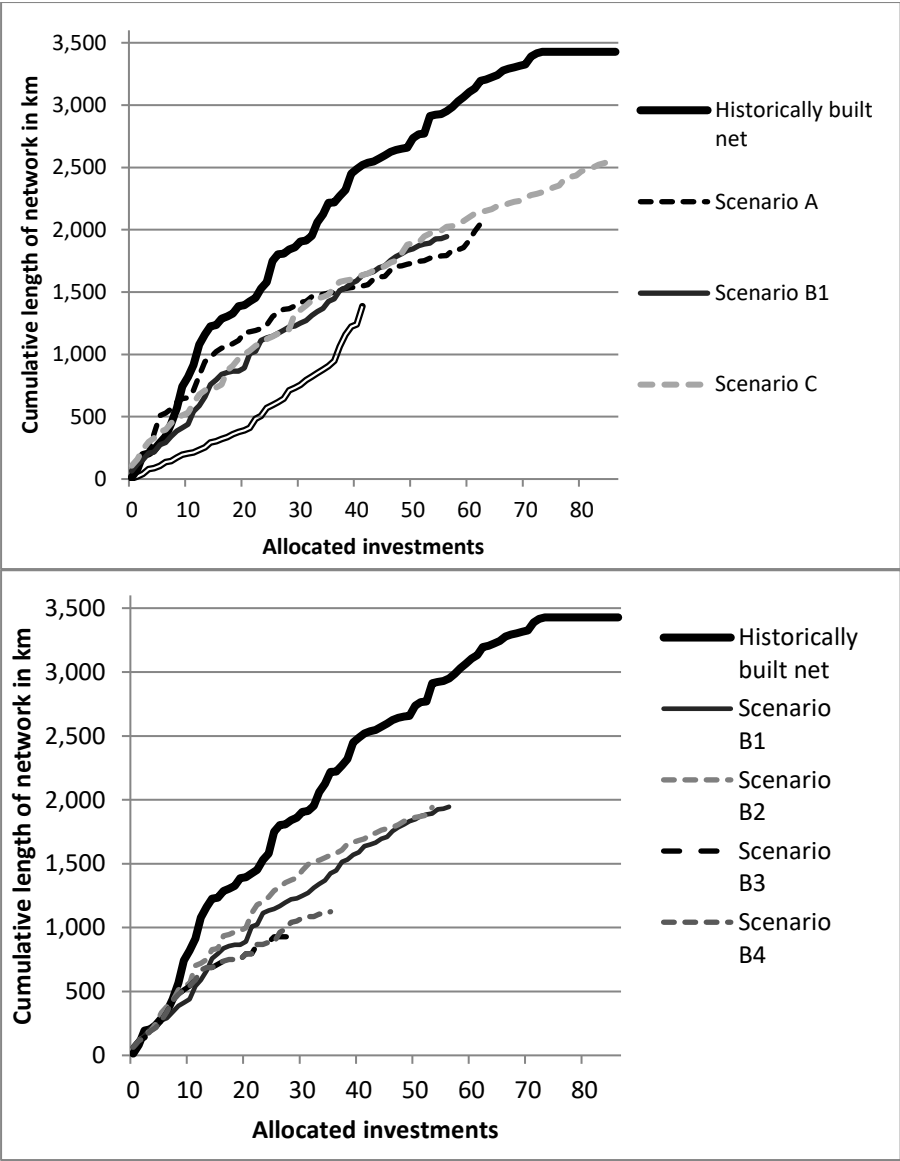 Cumulative length of network in km
3,500
3,000
2,500
2,000
1,500
1,000
500
0
0 10 20 30 40 50 60 70 80
Allocated investments
Historically built
net
Scenario A
Scenario B1
Scenario C
Cumulative length of network in km
3,500
3,000
2,500
2,000
1,500
1,000
500
0
0 10 20 30 40 50 60 70 80
Allocated investments
Historically
built net
Scenario
B1
Scenario
B2
Scenario
B3
Scenario
B4